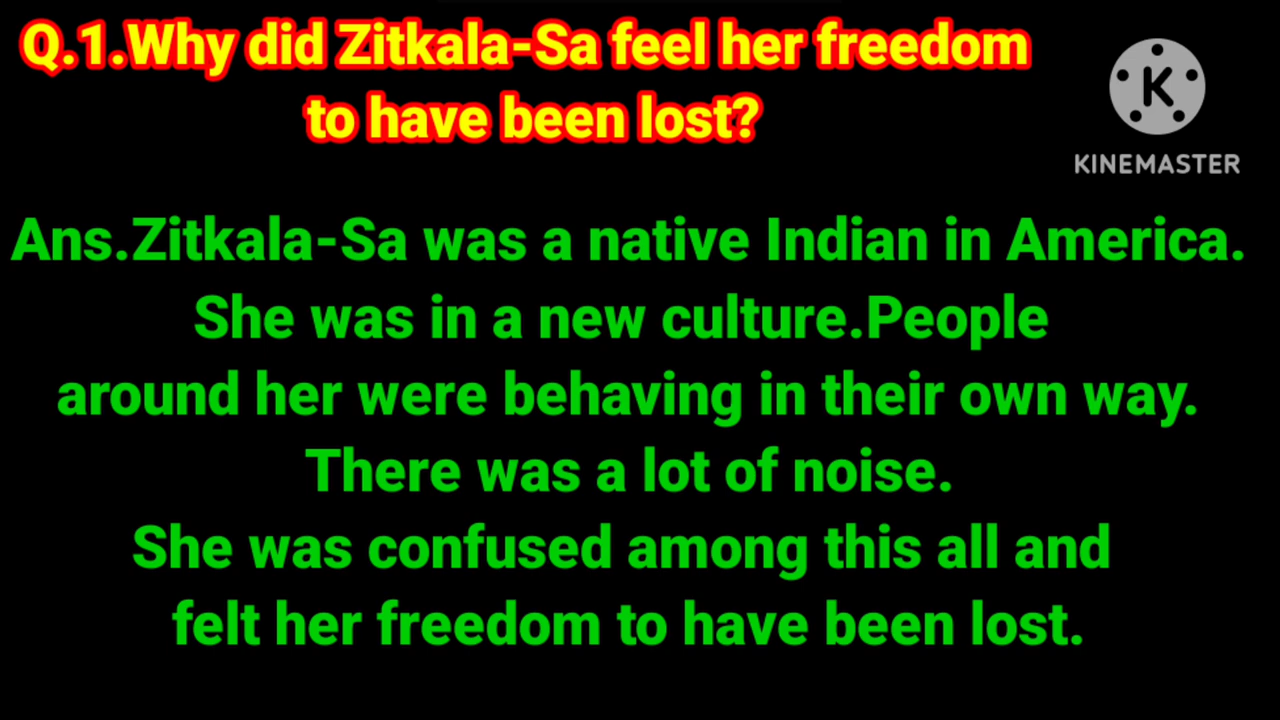 Q.1.Why did Zitkala-Sa feel her freedom
to have been lost?
K
KINEMASTER
Ans.Zitkala-Sa was a native Indian in America.
She was in a new culture.People
around her were behaving in their own way.
There was a lot of noise.
She was confused among this all and
felt her freedom to have been lost.